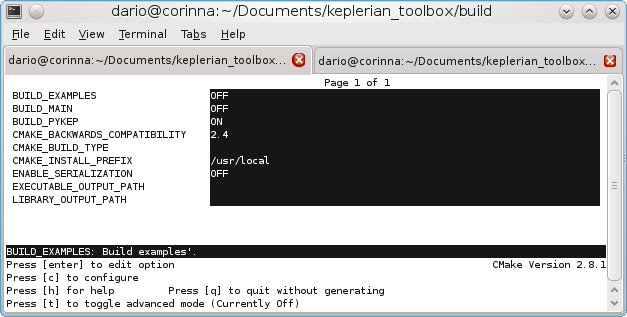 dario@corinna:~/Documents/keplerian_toolbox/build
File Edit View Terminal Tabs Help
dario@corinna:~/Documents/keplerian_toolbox... dario@corinna:~/Documents/keplerian_toolbox...
Page 1 of 1
BUILD_EXAMPLES OFF
BUILD_MAIN OFF
BUILD_PYKEP ON
CMAKE_BACKWARDS_COMPATIBILITY 2.4
CMAKE_BUILD_TYPE
CMAKE_INSTALL_PREFIX /usr/local
ENABLE_SERIALIZATION OFF
EXECUTABLE_OUTPUT_PATH
LIBRARY_OUTPUT_PATH
BUILD_EXAMPLES: Build examples'.
Press [enter] to edit option CMake Version 2.8.1
Press [c] to configure
Press [h] for help Press [q] to quit without generating
Press [t] to toggle advanced mode (Currently Off)